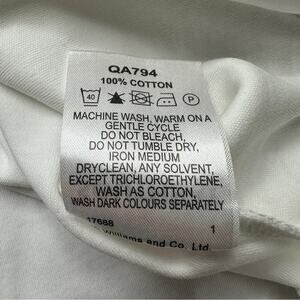 QA794
100% COTTON
40 P
MACHINE WASH, WARM ON A
GENTLE CYCLE
DO NOT BLEACH,
DO NOT TUMBLE DRY,
IRON MEDIUM
DRYCLEAN, ANY SOLVENT,
EXCEPT TRICHLOROETHYLENE,
WASH AS COTTON,
WASH DARK COLOURS SEPARATELY
17688 1
Williams and Co. Ltd.